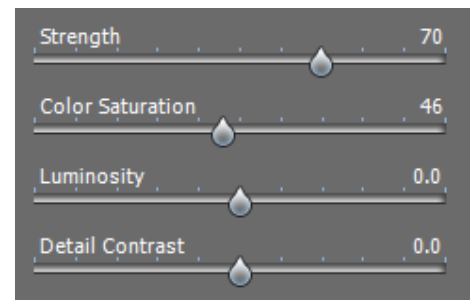 Strength 70
Color Saturation 46
Luminosity 0.0
Detail Contrast 0.0